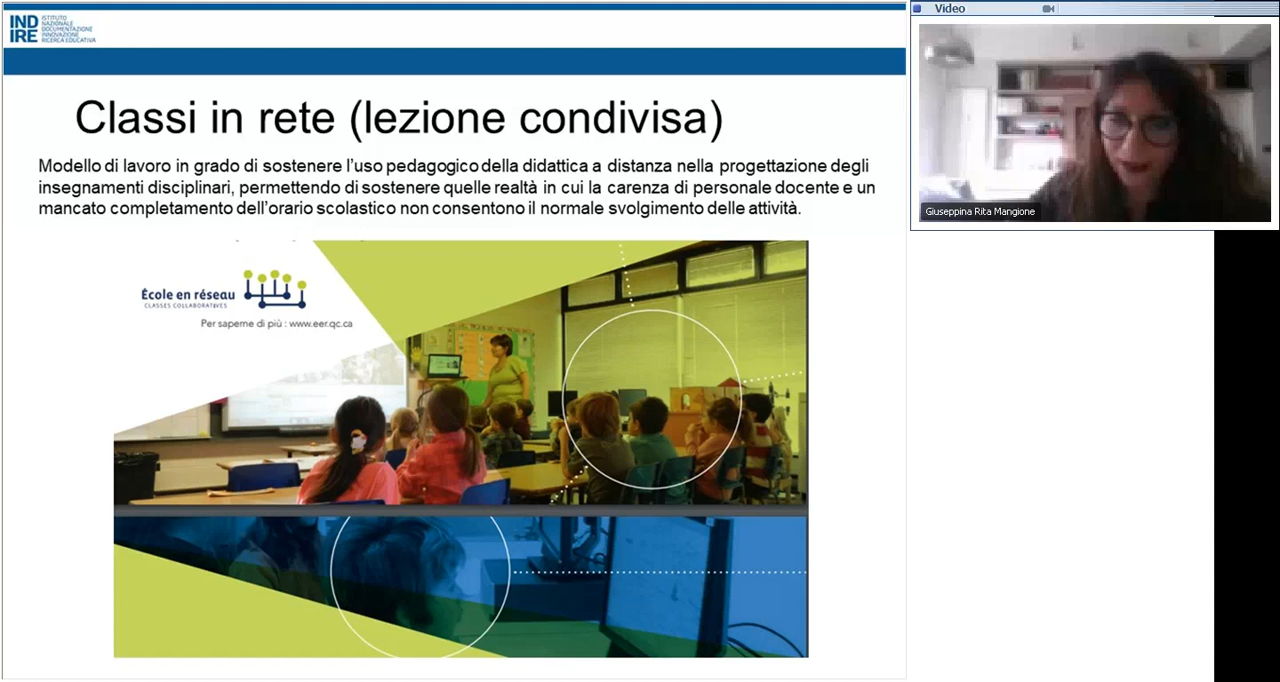 IND
IRE
ISTITUTO
NAZIONALE
DOCUMENTAZIONE
INNOVAZIONE
RICERCA EDUCATIVA
Classi in rete (lezione condivisa)
Modello di lavoro in grado di sostenere l'uso pedagogico della didattica a distanza nella progettazione degli
insegnamenti disciplinari, permettendo di sostenere quelle realtà in cui la carenza di personale docente e un
mancato completamento dell'orario scolastico non consentono il normale svolgimento delle attività.
École en réseau
CLASSES COLLABORATIVES
Per saperne di più : www.eer.qc.ca
Video
Giuseppina Rita Mangione